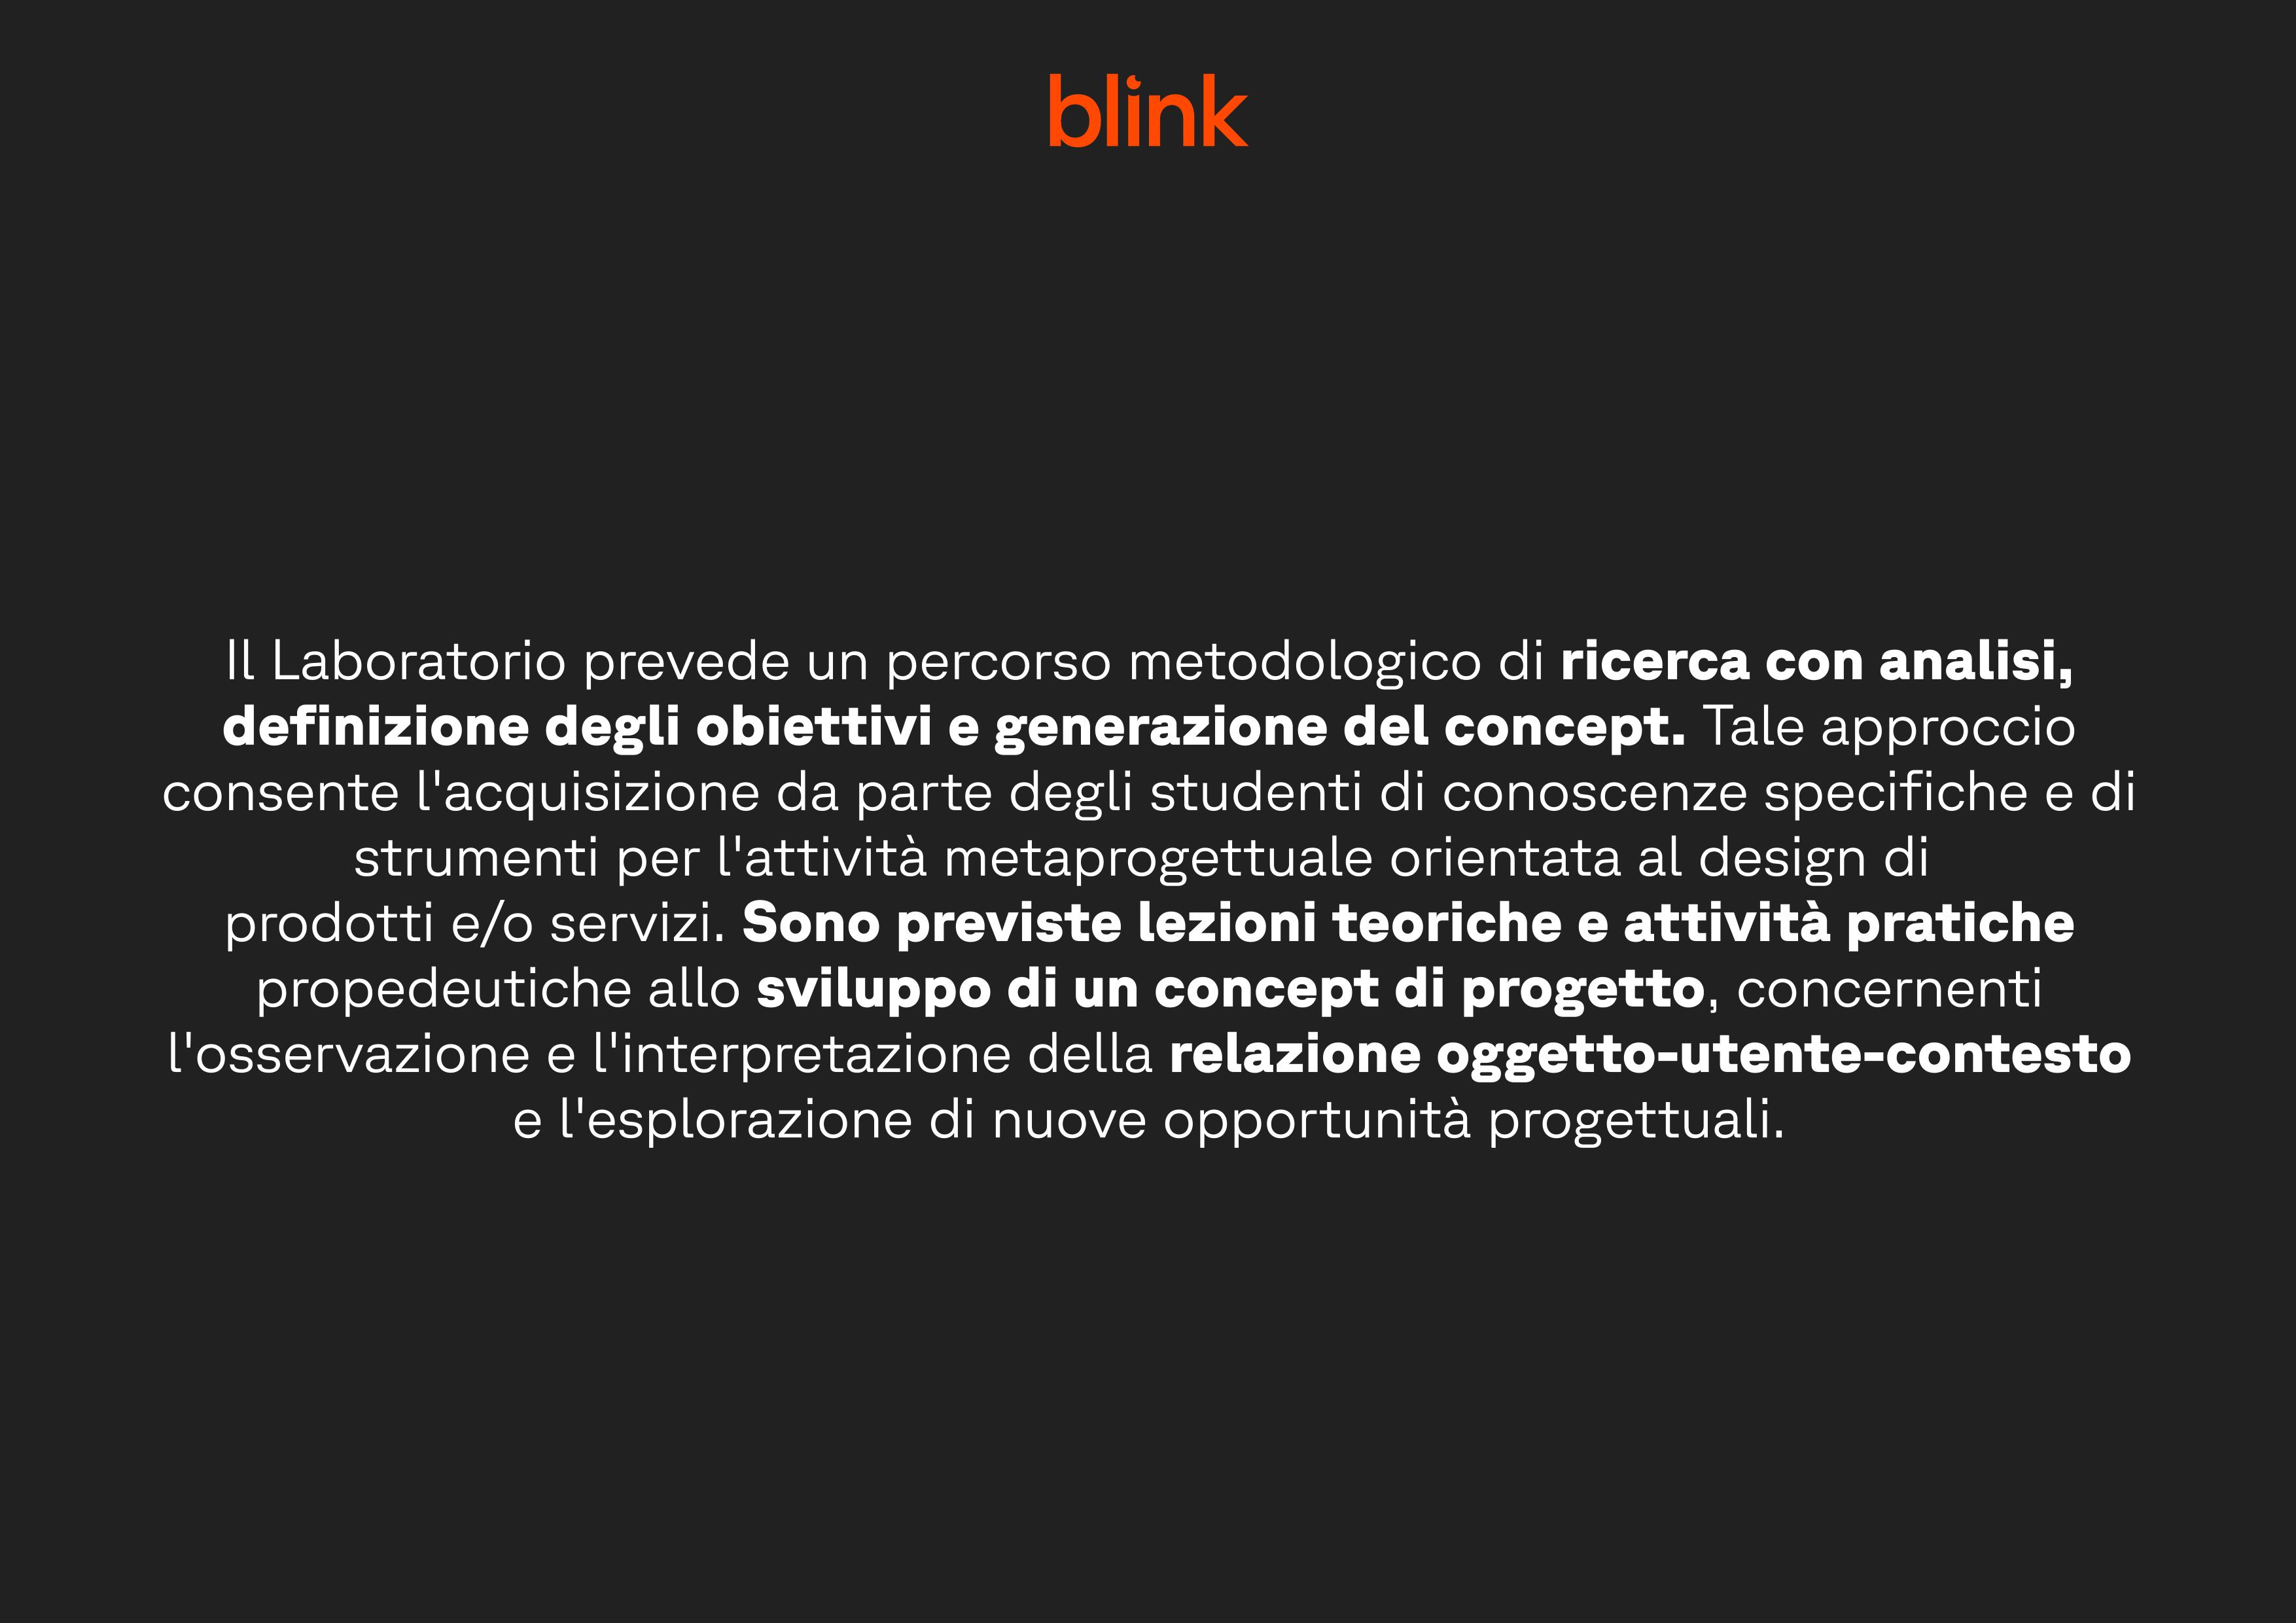 blink
Il Laboratorio prevede un percorso metodologico di ricerca con analisi,
definizione degli obiettivi e generazione del concept. Tale approccio
consente l'acquisizione da parte degli studenti di conoscenze specifiche e di
strumenti per l'attività metaprogettuale orientata al design di
prodotti e/o servizi. Sono previste lezioni teoriche e attività pratiche
propedeutiche allo sviluppo di un concept di progetto, concernenti
l'osservazione e l'interpretazione della relazione oggetto-utente-contesto
e l'esplorazione di nuove opportunità progettuali.